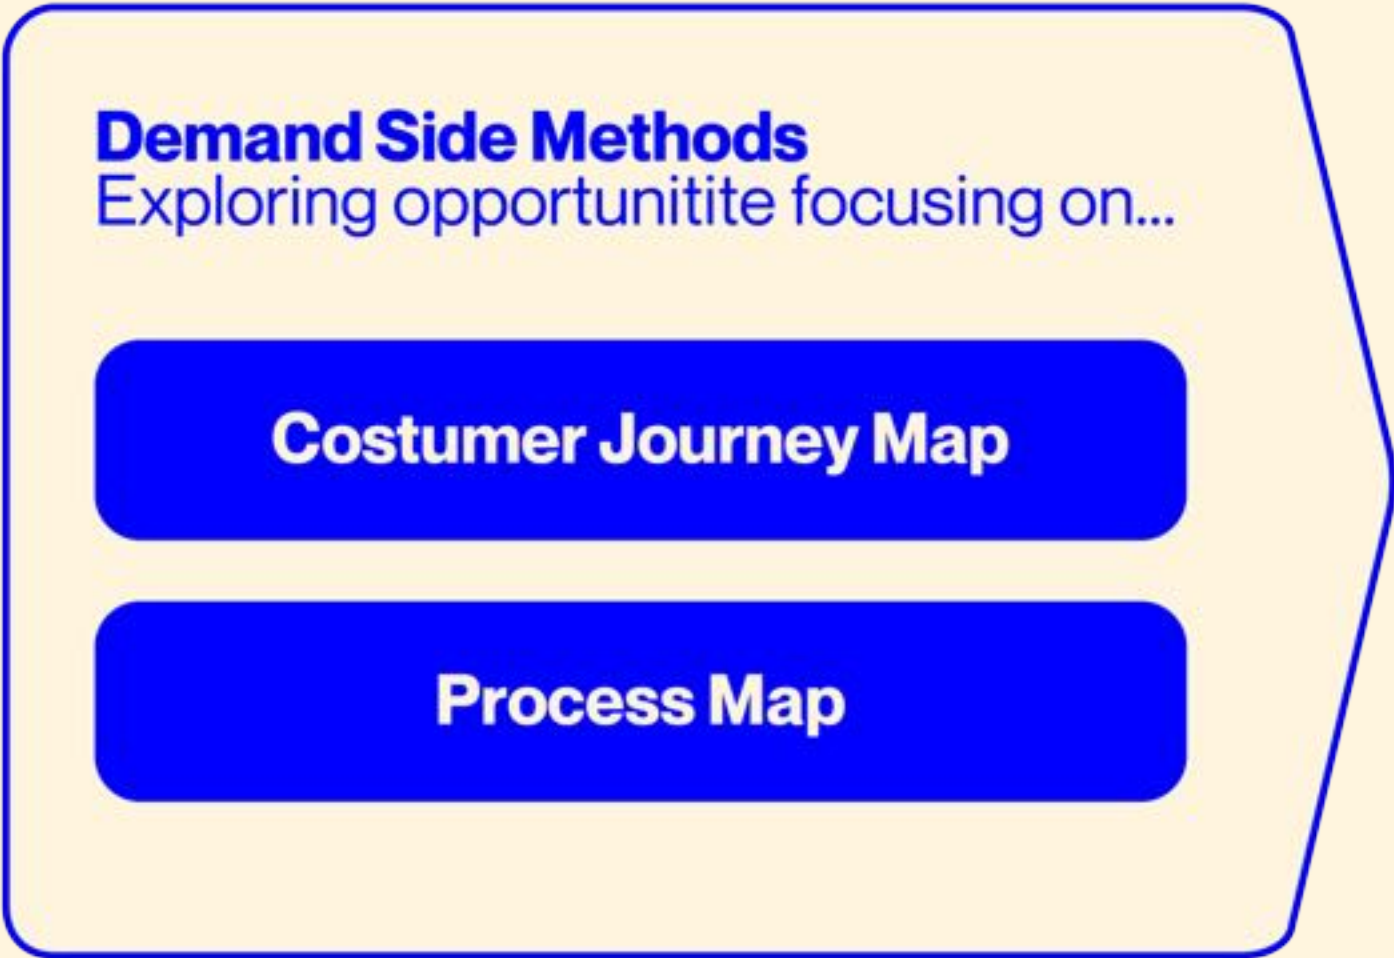 Demand Side Methods
Exploring opportunitite focusing on...
Costumer Journey Map
Process Map